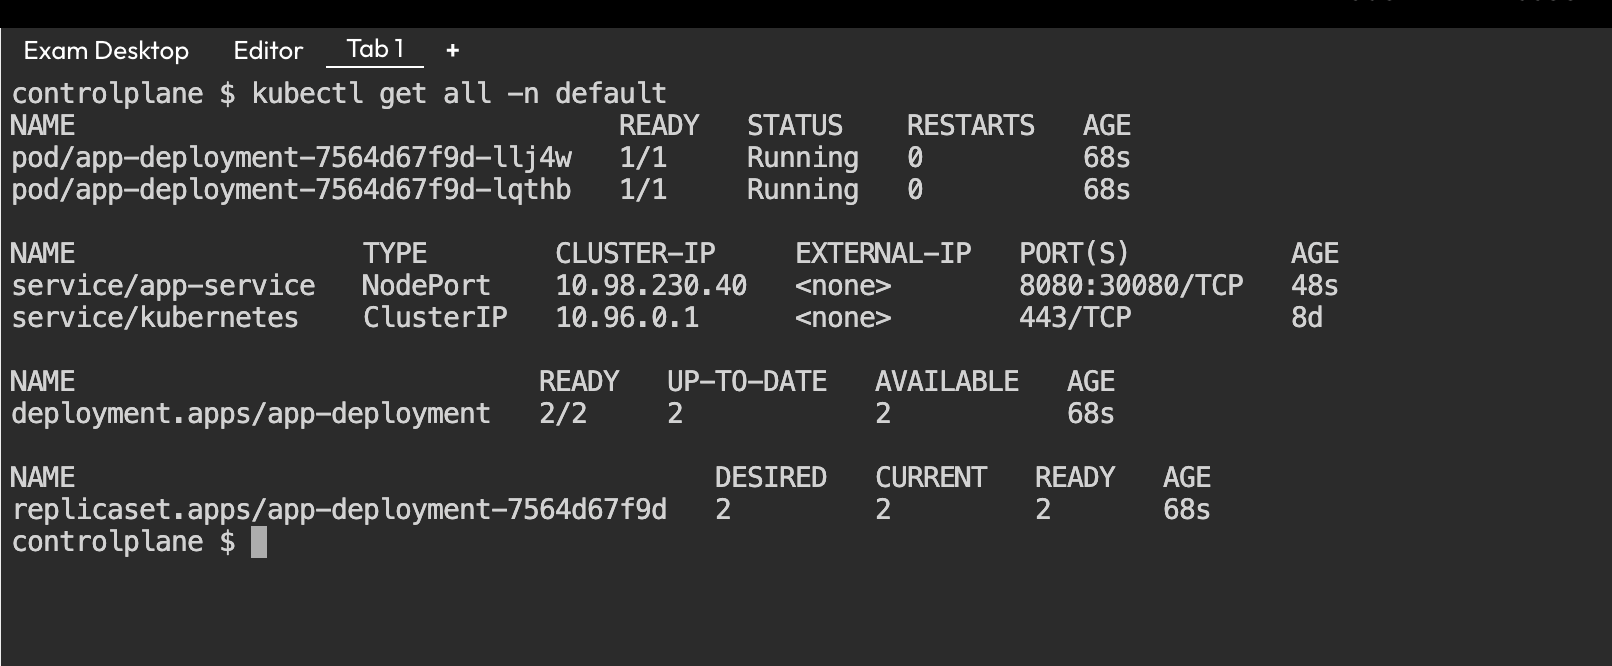 Exam Desktop Editor Tab 1 +
controlplane $ kubectl get all -n default
NAME READY STATUS RESTARTS AGE
pod/app-deployment-7564d67f9d-llj4w 1/1 Running 0 68s
pod/app-deployment-7564d67f9d-lqthb 1/1 Running 0 68s
NAME TYPE CLUSTER-IP EXTERNAL-IP PORT(S) AGE
service/app-service NodePort 10.98.230.40 <none> 8080:30080/TCP 48s
service/kubernetes ClusterIP 10.96.0.1 <none> 443/TCP 8d
NAME READY UP-TO-DATE AVAILABLE AGE
deployment.apps/app-deployment 2/2 2 2 68s
NAME DESIRED CURRENT READY AGE
replicaset.apps/app-deployment-7564d67f9d 2 2 2 68s
controlplane $